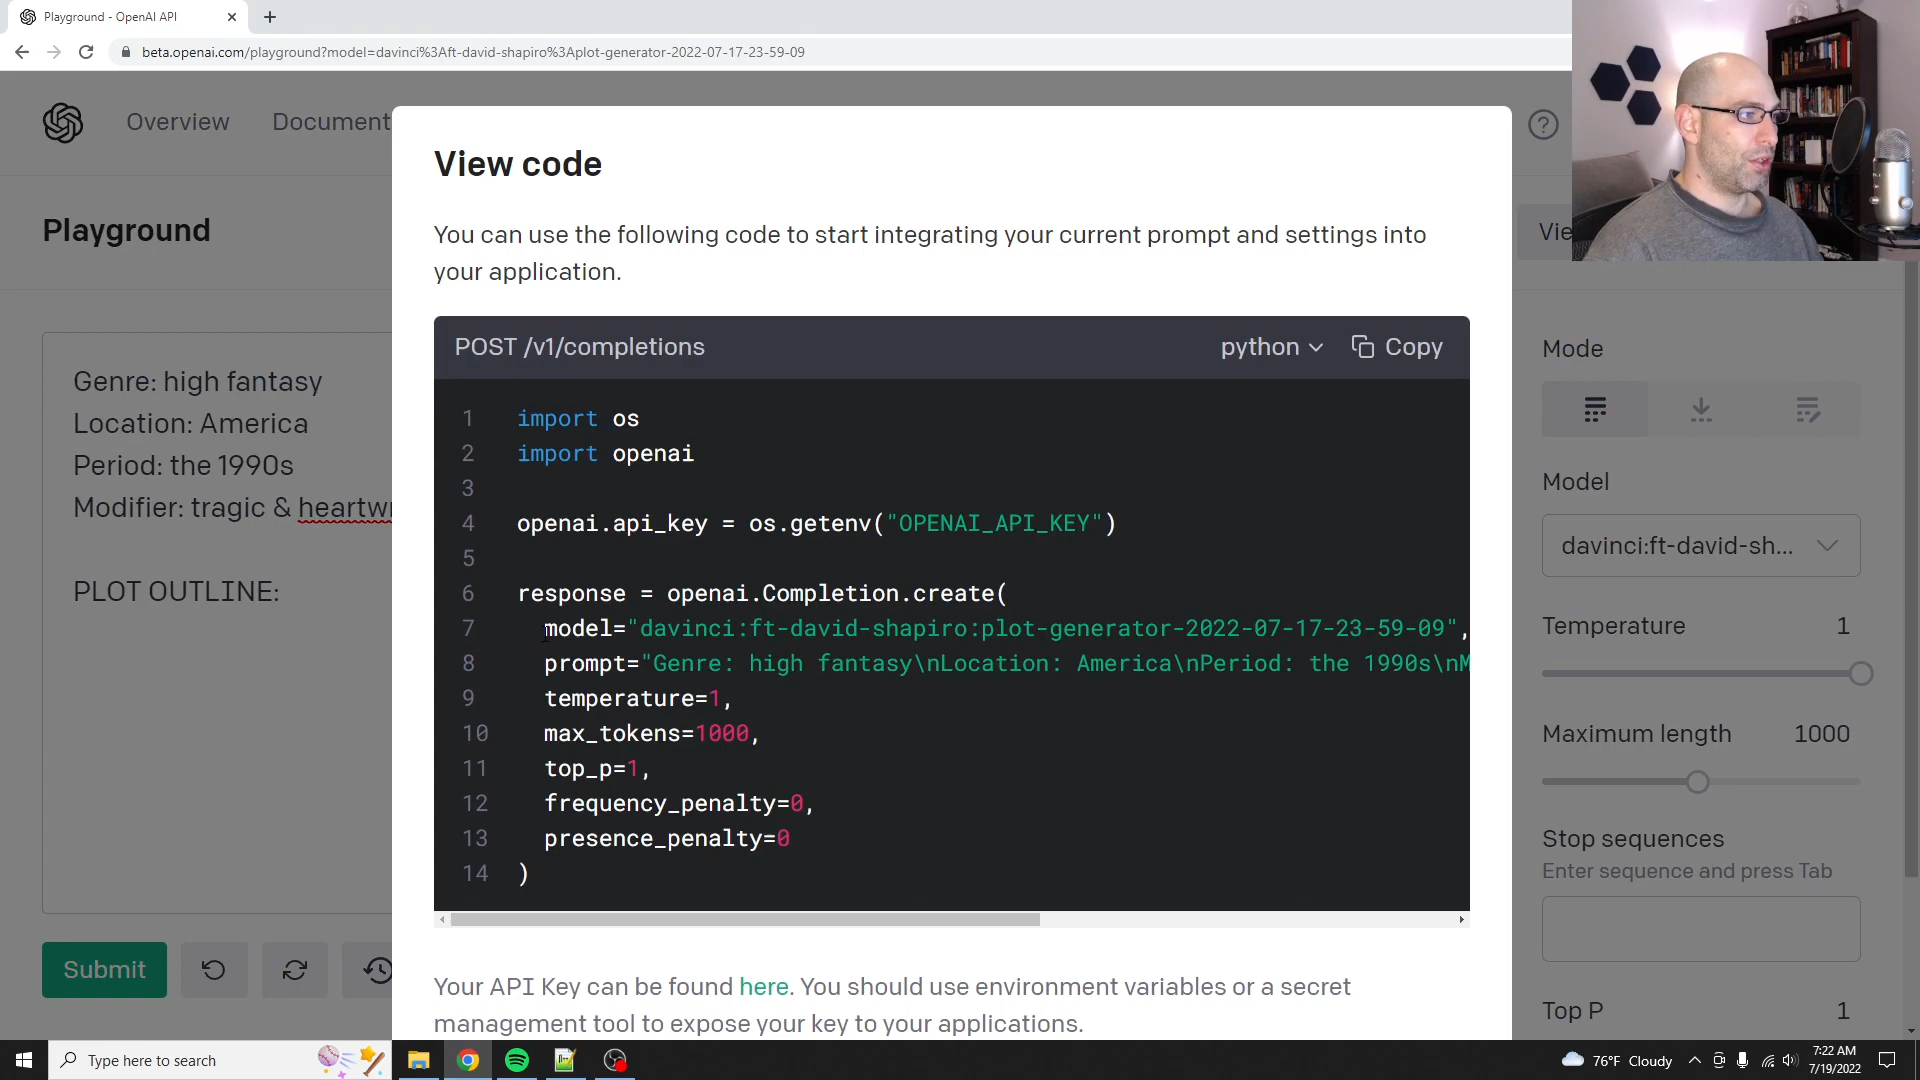 Playground - OpenAI API
beta.openai.com/playground?model=davinci%3Aft-david-shapiro%3Aplot-generator-2022-07-17-23-59-09
Overview
Document
Playground
Genre: high fantasy
Location: America
Period: the 1990s
Modifier: tragic & heartwr
PLOT OUTLINE:
Submit
View code
You can use the following code to start integrating your current prompt and settings into
your application.
POST /v1/completions
python
Copy
1 import os
2 import openai
3
4 openai.api_key = os.getenv("OPENAI_API_KEY")
5
6 response = openai.Completion.create(
7 model="davinci:ft-david-shapiro:plot-generator-2022-07-17-23-59-09",
8 prompt="Genre: high fantasy\nLocation: America\nPeriod: the 1990s\nM
9 temperature=1,
10 max_tokens=1000,
11 top_p=1,
12 frequency_penalty=0,
13 presence_penalty=0
14 )
Your API Key can be found here. You should use environment variables or a secret
management tool to expose your key to your applications.
Vie
Mode
Model
davinci:ft-david-sh...
Temperature 1
Maximum length 1000
Stop sequences
Enter sequence and press Tab
Top P 1
Type here to search
76°F Cloudy
7:22 AM
7/19/2022